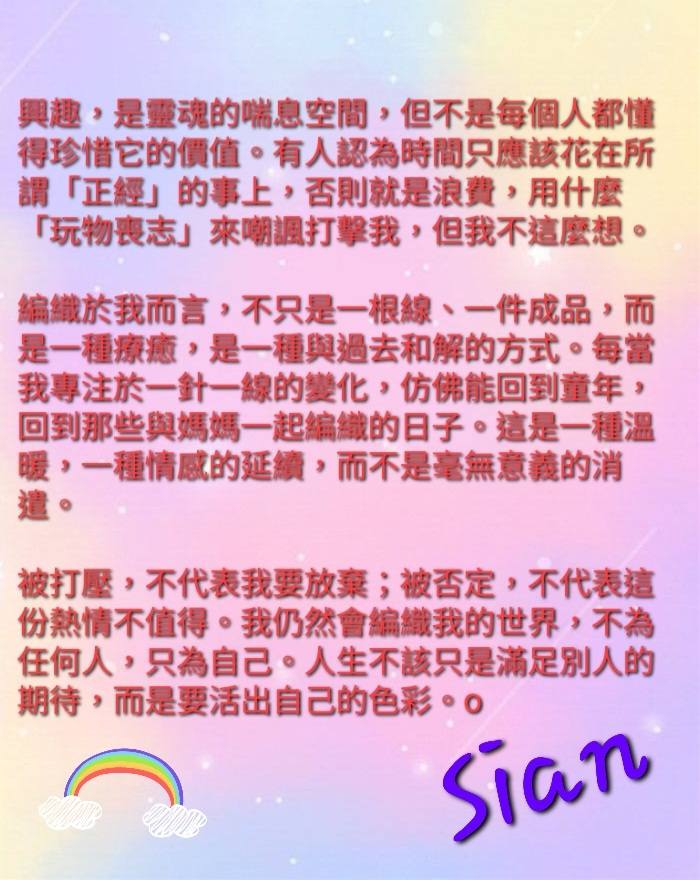 興趣，是靈魂的喘息空間，但不是每個人都懂
得珍惜它的價值。有人認為時間只應該花在所
謂「正經」的事上，否則就是浪費，用什麼
「玩物喪志」來嘲諷打擊我，但我不這麼想。
編織於我而言，不只是一根線、一件成品，而
是一種療癒，是一種與過去和解的方式。每當
我專注於一針一線的變化，仿佛能回到童年，
回到那些與媽媽一起編織的日子。這是一種溫
暖，一種情感的延續，而不是毫無意義的消
遣。
被打壓，不代表我要放棄；被否定，不代表這
份熱情不值得。我仍然會編織我的世界，不為
任何人，只為自己。人生不該只是滿足別人的
期待，而是要活出自己的色彩。o
Sian